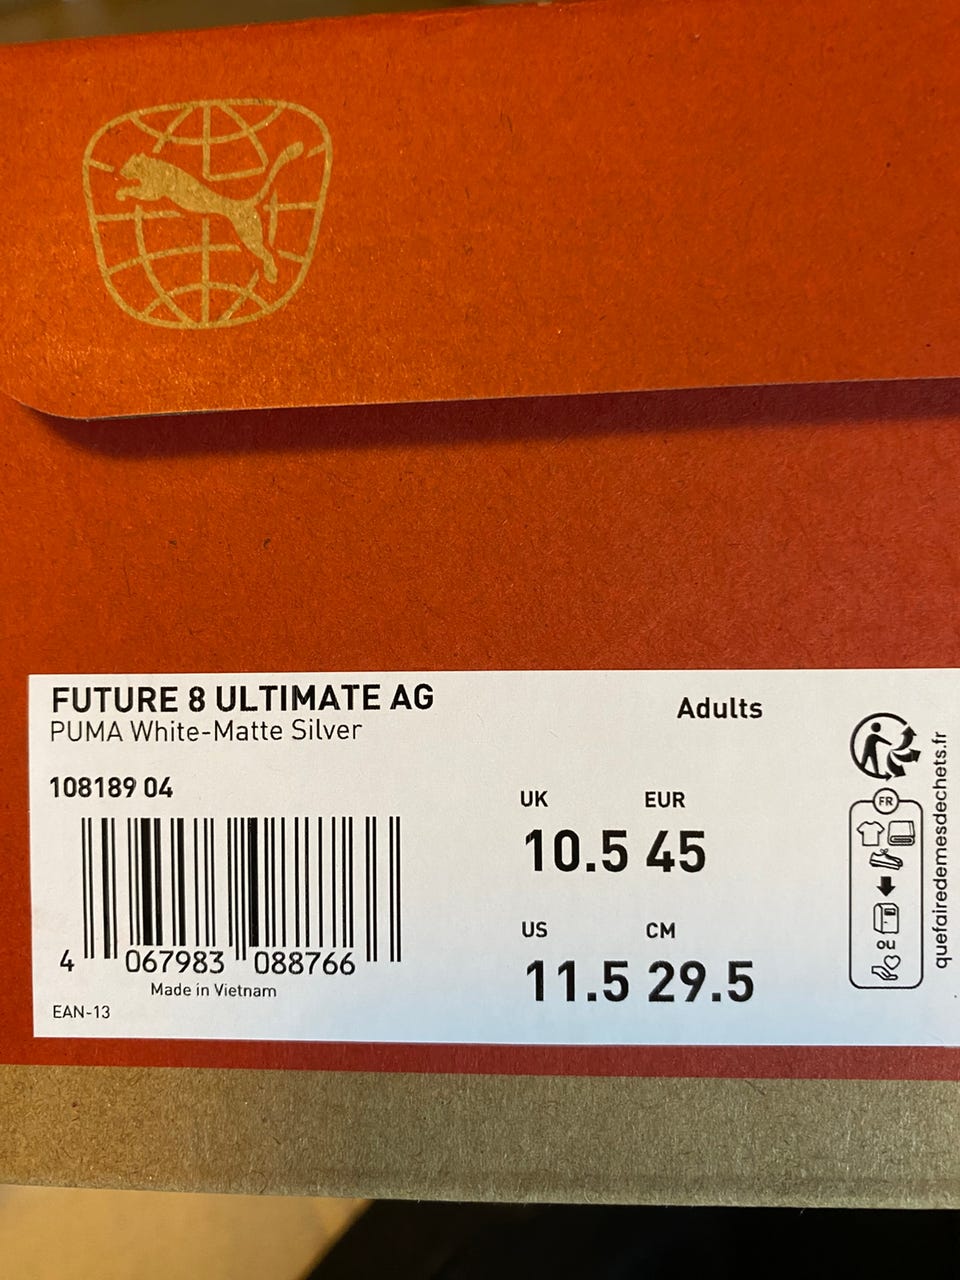 FUTURE 8 ULTIMATE AG
PUMA White-Matte Silver
Adults
108189 04
UK EUR
10.5 45
US CM
11.5 29.5
4 067983 088766
Made in Vietnam
EAN-13
FR
ou
quefairedemesdechets.fr